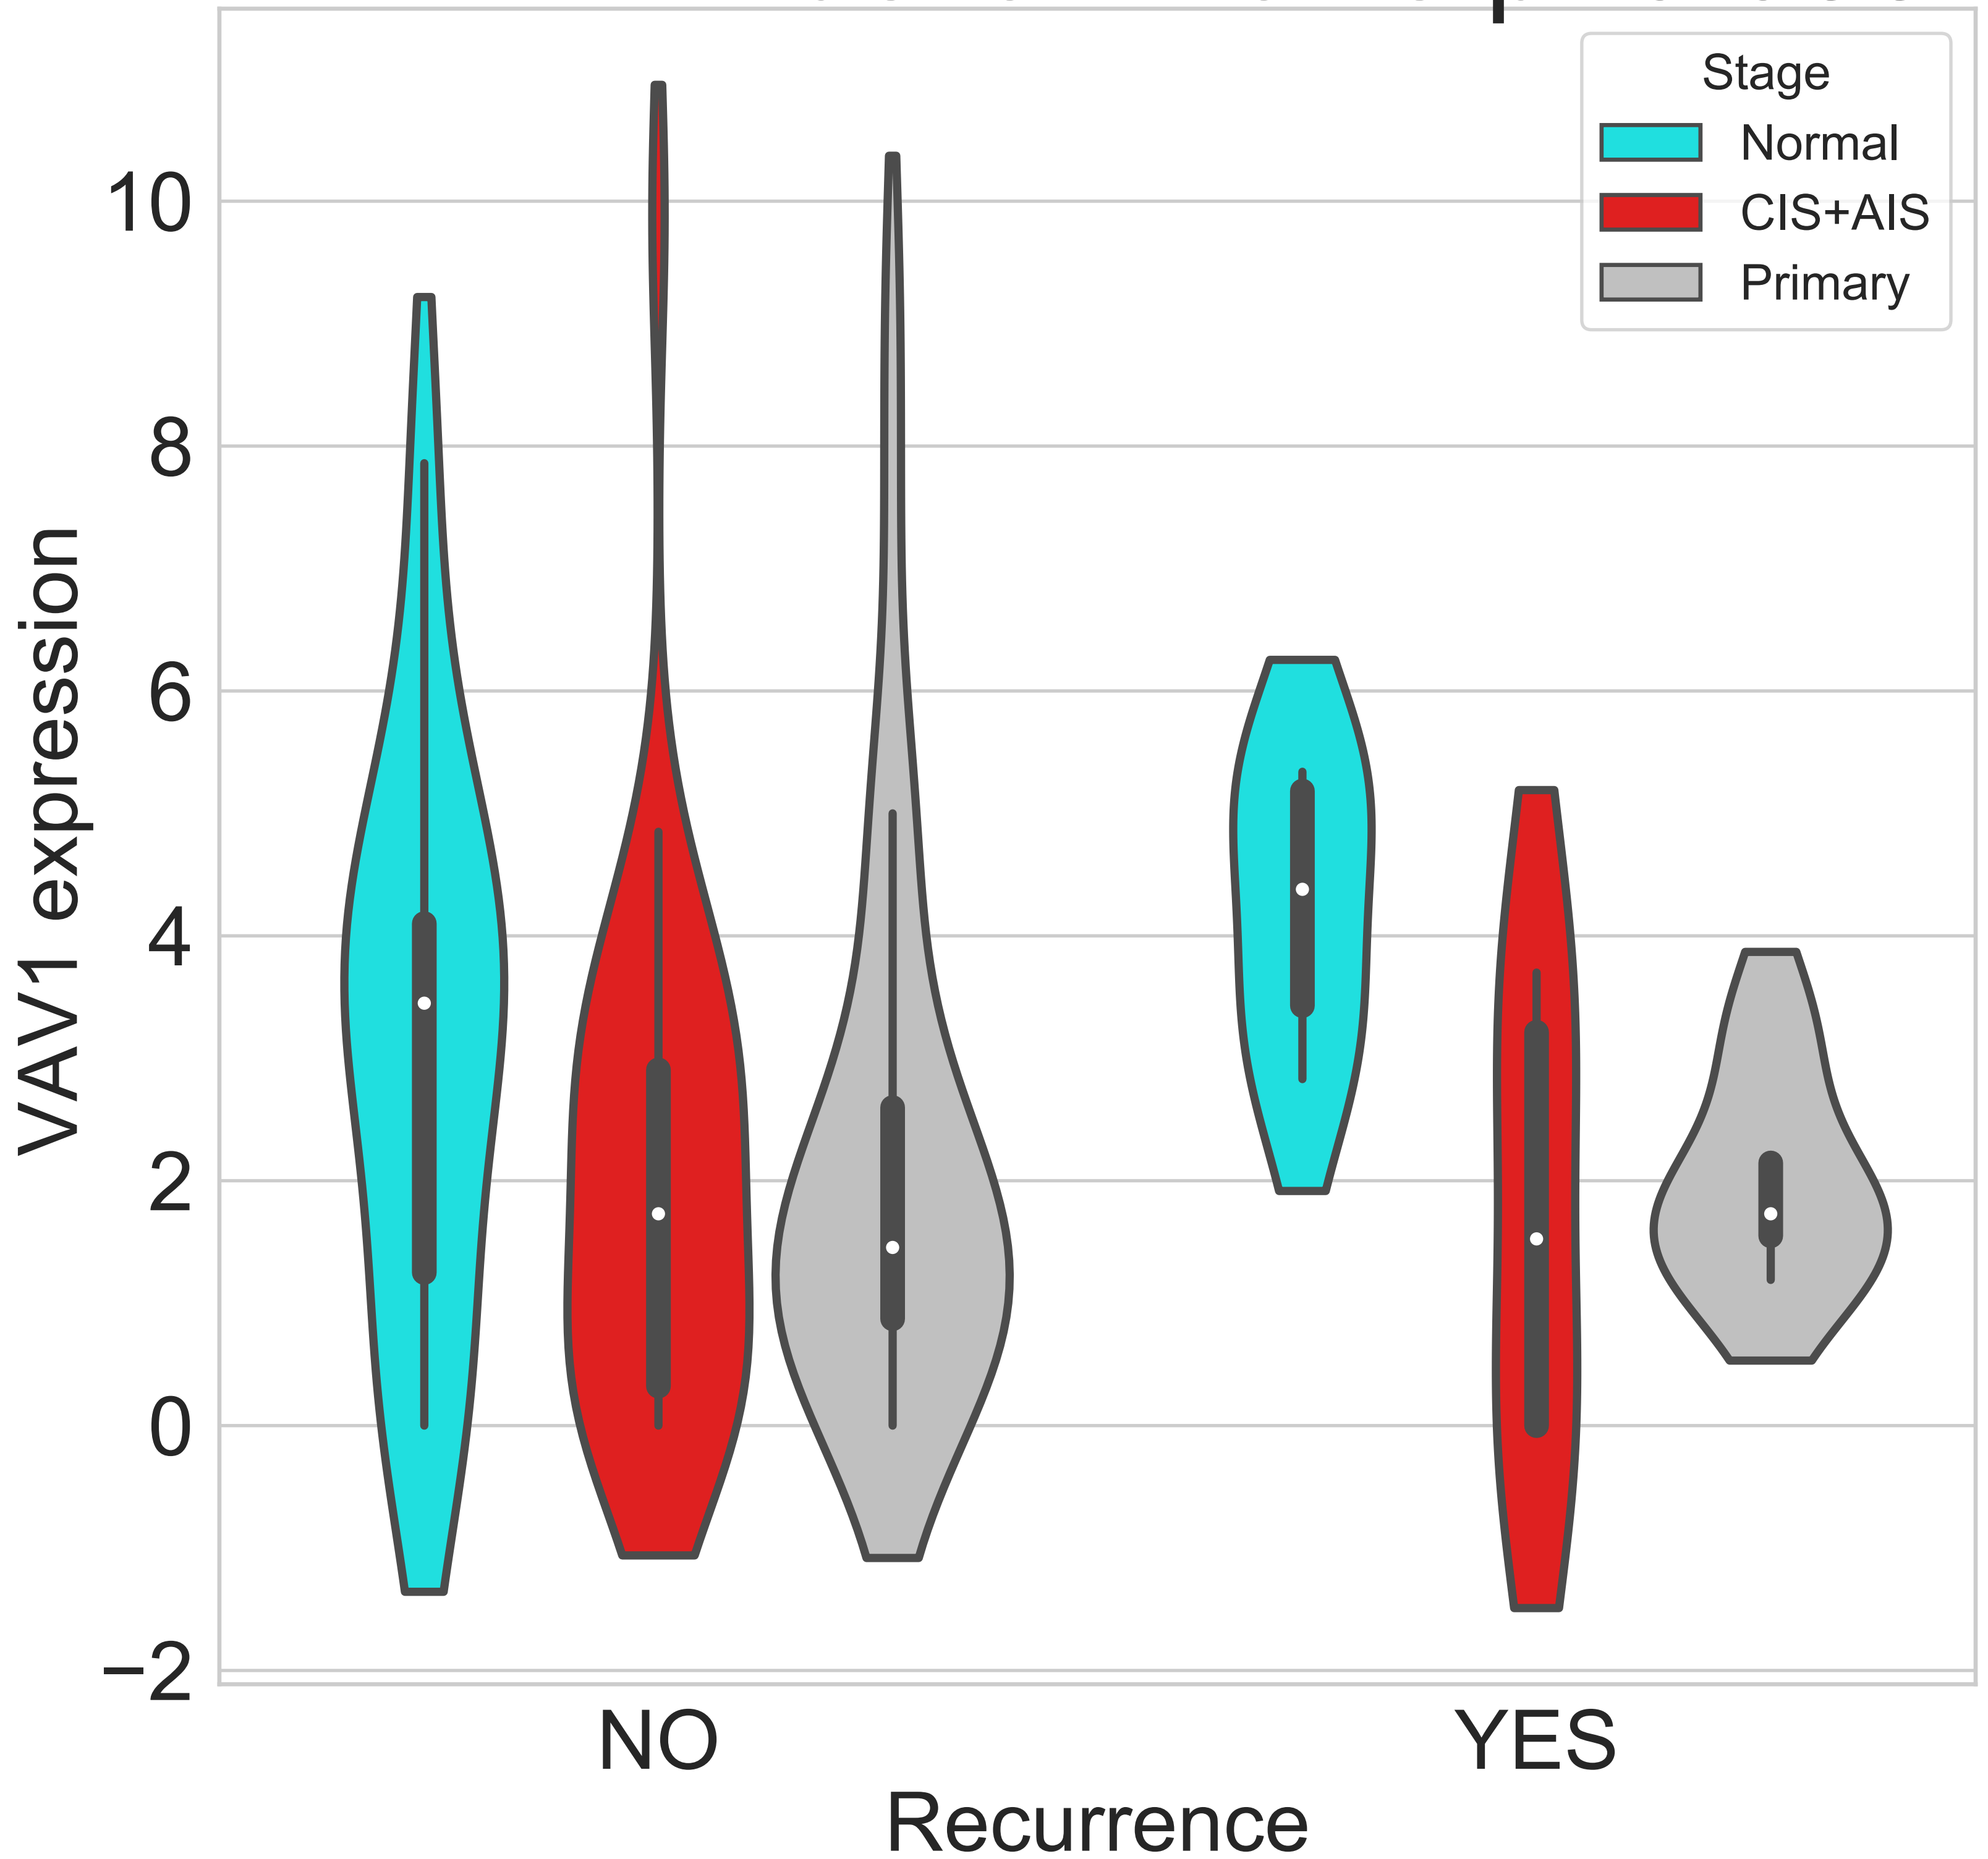 Stage
Normal
CIS+AIS
Primary
10
8
6
4
2
0
−2
VAV1 expression
NO
YES
Recurrence